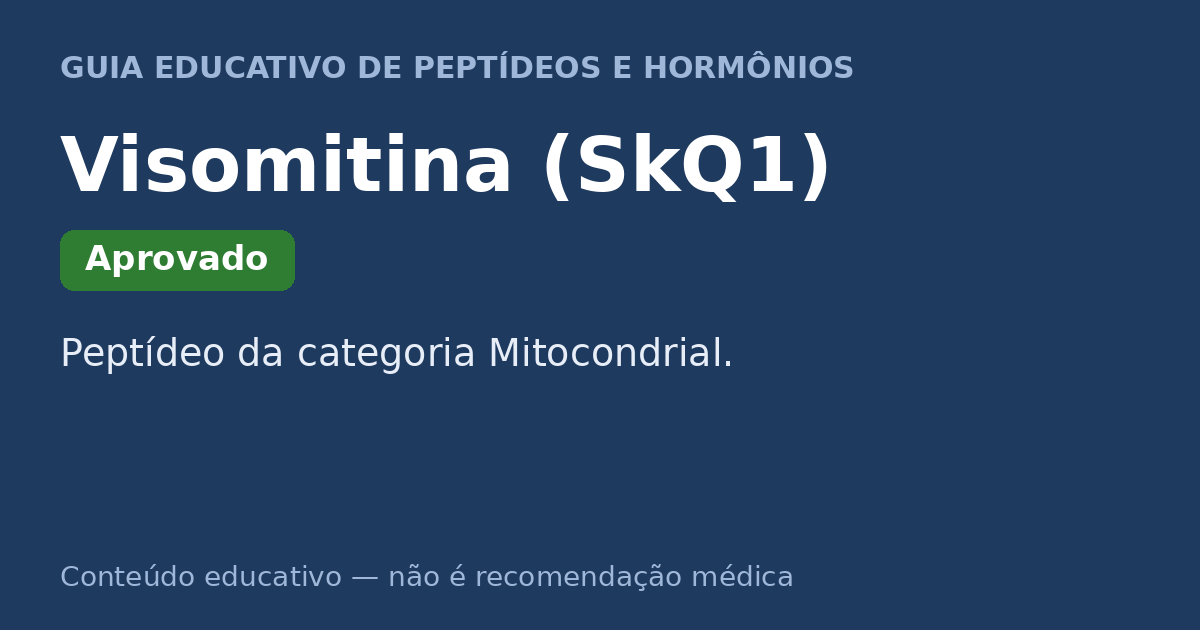 GUIA EDUCATIVO DE PEPTÍDEOS E HORMÔNIOS
Visomitina (SkQ1)
Aprovado
Peptídeo da categoria Mitocondrial.
Conteúdo educativo — não é recomendação médica